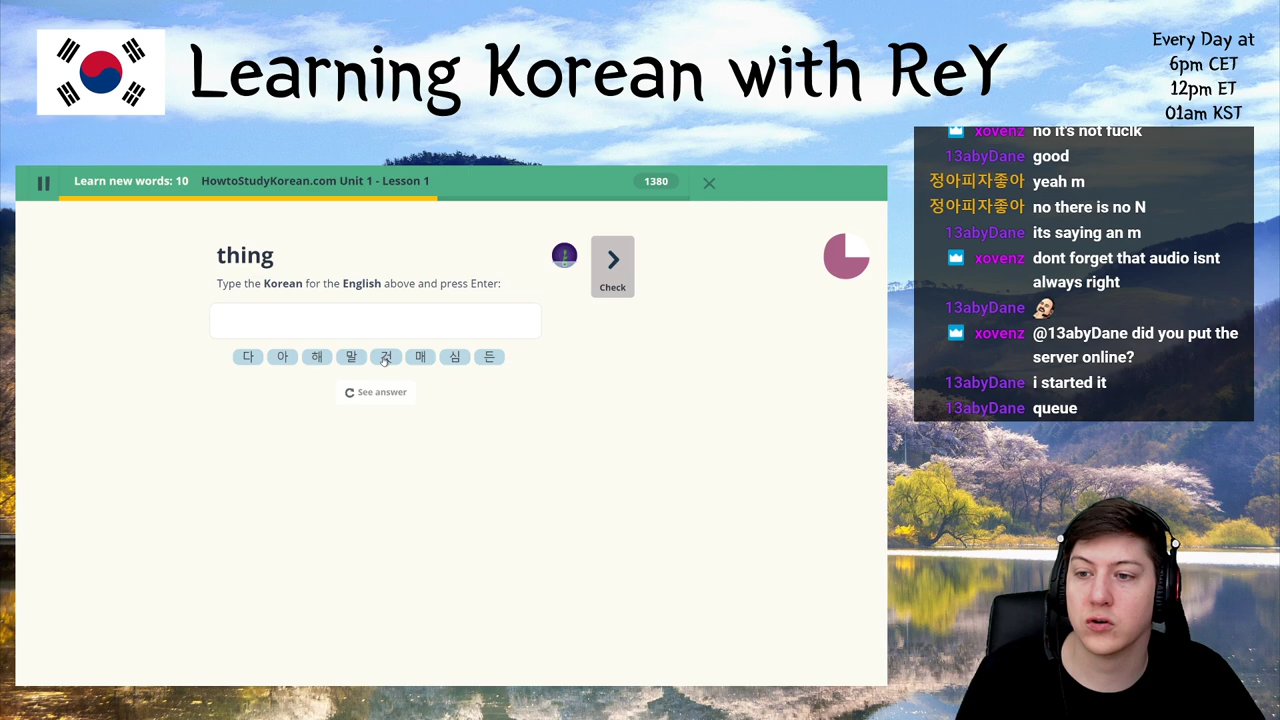 Learning Korean with ReY
Every Day at
6pm CET
12pm ET
01am KST
Learn new words: 10 HowtoStudyKorean.com Unit 1 - Lesson 1
1380
thing
Type the Korean for the English above and press Enter:
Check
다 아 해 말 것 매 심 든
See answer
xovenz no it's not fuclk
13abyDane good
정아피자좋아 yeah m
정아피자좋아 no there is no N
13abyDane its saying an m
xovenz dont forget that audio isnt
always right
13abyDane
xovenz @13abyDane did you put the
server online?
13abyDane i started it
13abyDane queue